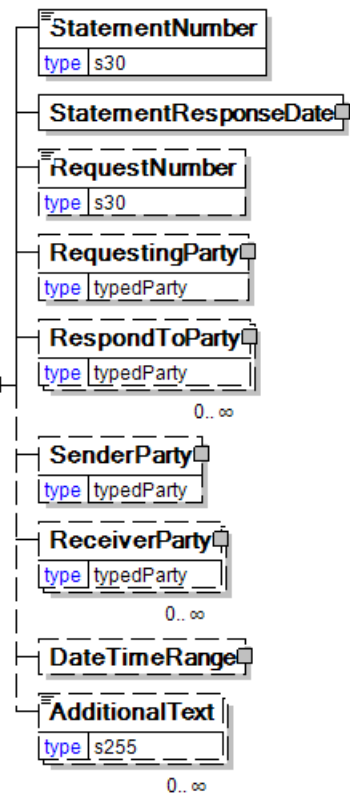 StatementNumber
type s30
StatementResponseDate
RequestNumber
type s30
RequestingParty
type typedParty
RespondToParty
type typedParty
0.. ∞
SenderParty
type typedParty
ReceiverParty
type typedParty
0.. ∞
DateTimeRange
AdditionalText
type s255
0.. ∞